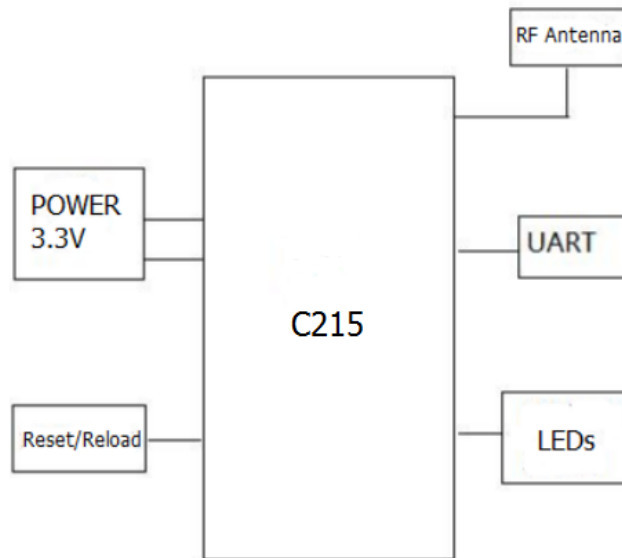 RF Antenna
POWER
3.3V
UART
C215
Reset/Reload
LEDs